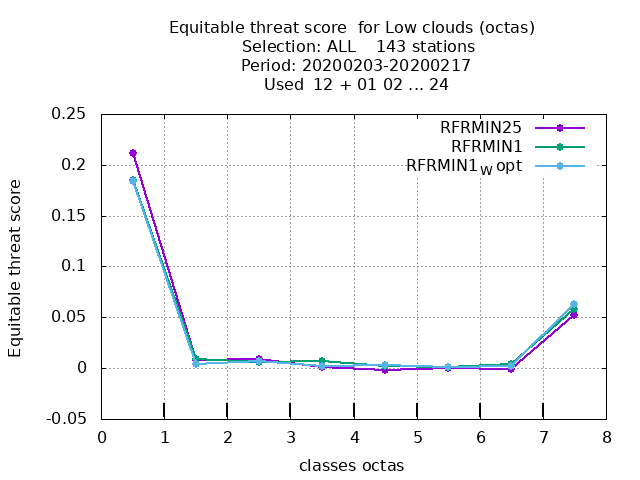 Equitable threat score  for Low clouds (octas)
Selection: ALL    143 stations
Period: 20200203-20200217
Used  12 + 01 02 ... 24
RFRMIN25
RFRMIN1
RFRMIN1w opt
Equitable threat score
0.25
0.2
0.15
0.1
0.05
0
-0.05
0 1 2 3 4 5 6 7 8
classes octas